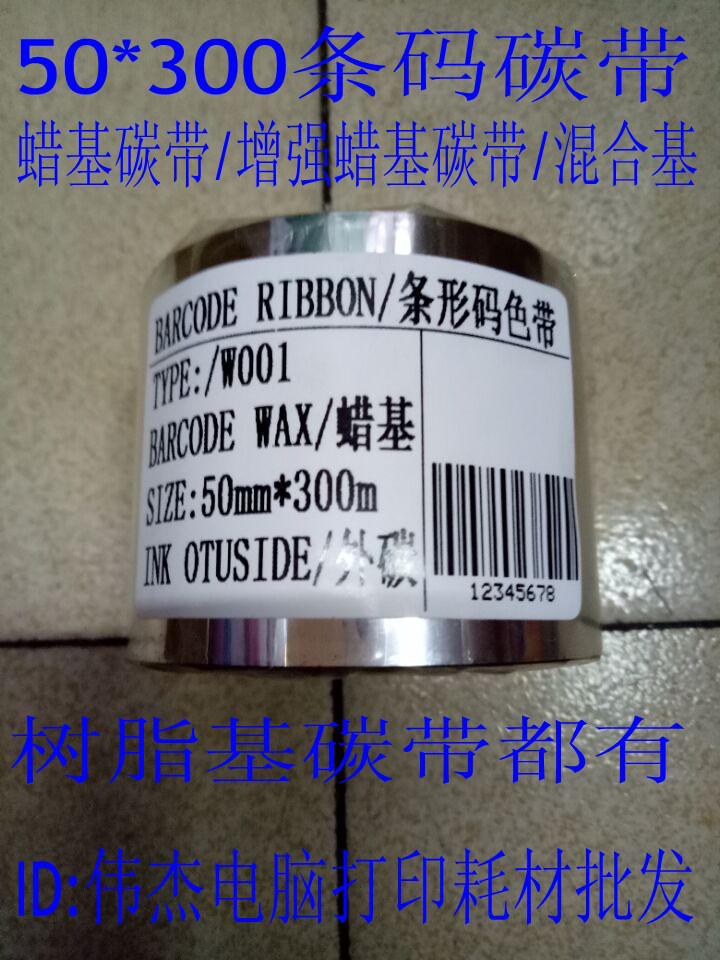 50*300条码碳带
蜡基碳带/增强蜡基碳带/混合基
BARCODE RIBBON/条形码色带
TYPE:/W001
BARCODE WAX/蜡基
SIZE:50mm*300m
INK OTUSIDE/外碳
12345678
树脂基碳带都有
ID:伟杰电脑打印耗材批发